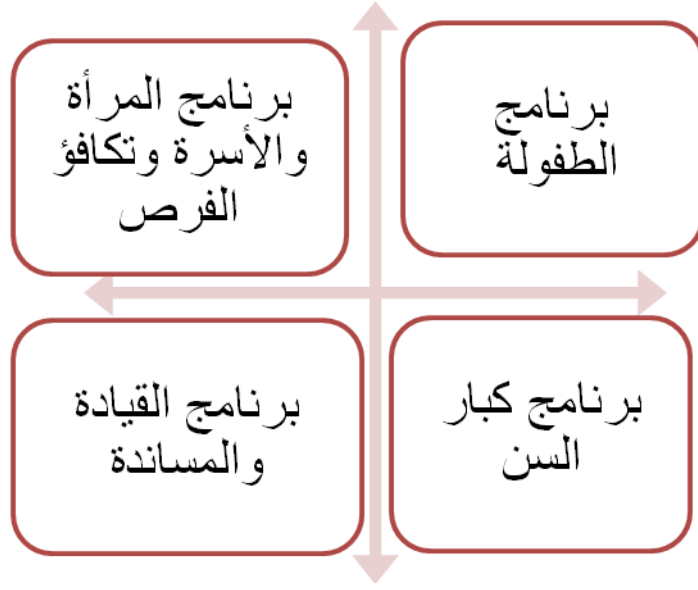 برنامج
الطفولة
برنامج المرأة
والأسرة وتكافؤ
الفرص
برنامج كبار
السن
برنامج القيادة
والمساندة